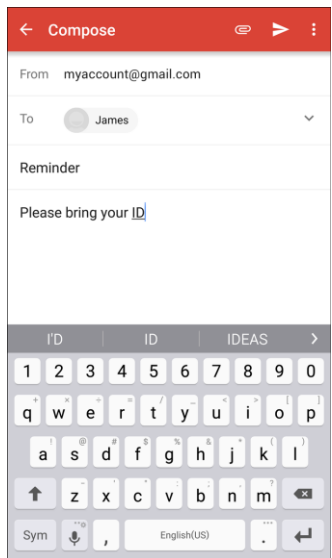 Compose
From myaccount@gmail.com
To James
Reminder
Please bring your ID
I'D ID IDEAS
1 2 3 4 5 6 7 8 9 0
q w e r t y u i o p
a s d f g h j k l
z x c v b n m
Sym , English(US) .